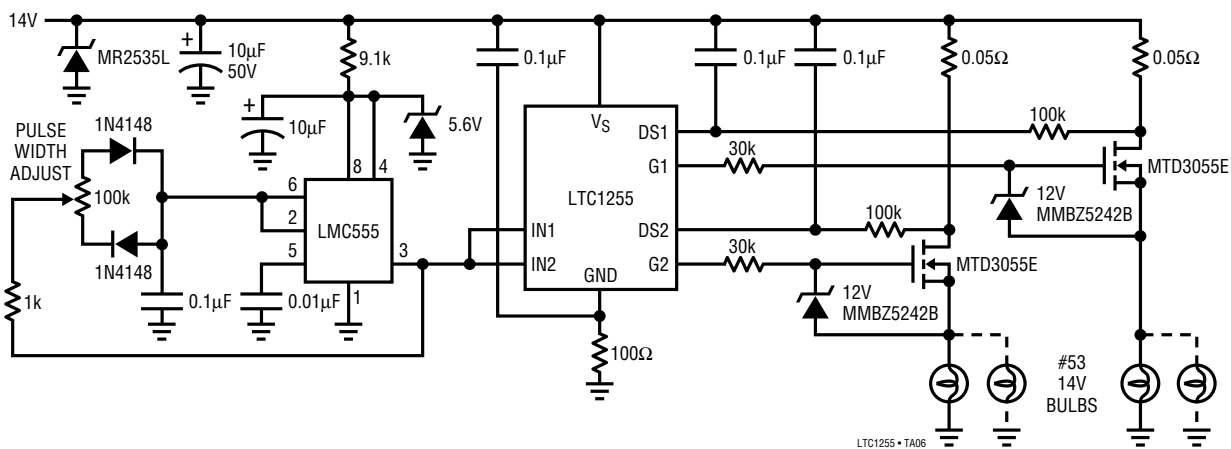 14V
MR2535L
+
10µF
50V
9.1k
0.1µF
0.1µF
0.1µF
0.05Ω
0.05Ω
+
10µF
5.6V
VS
DS1
100k
PULSE
WIDTH
ADJUST
1N4148
100k
1N4148
8
4
6
2
5
LMC555
3
1
G1
30k
LTC1255
12V
MMBZ5242B
MTD3055E
IN1
IN2
DS2
100k
G2
30k
GND
MTD3055E
12V
MMBZ5242B
1k
0.1µF
0.01µF
100Ω
#53
14V
BULBS
LTC1255 • TA06